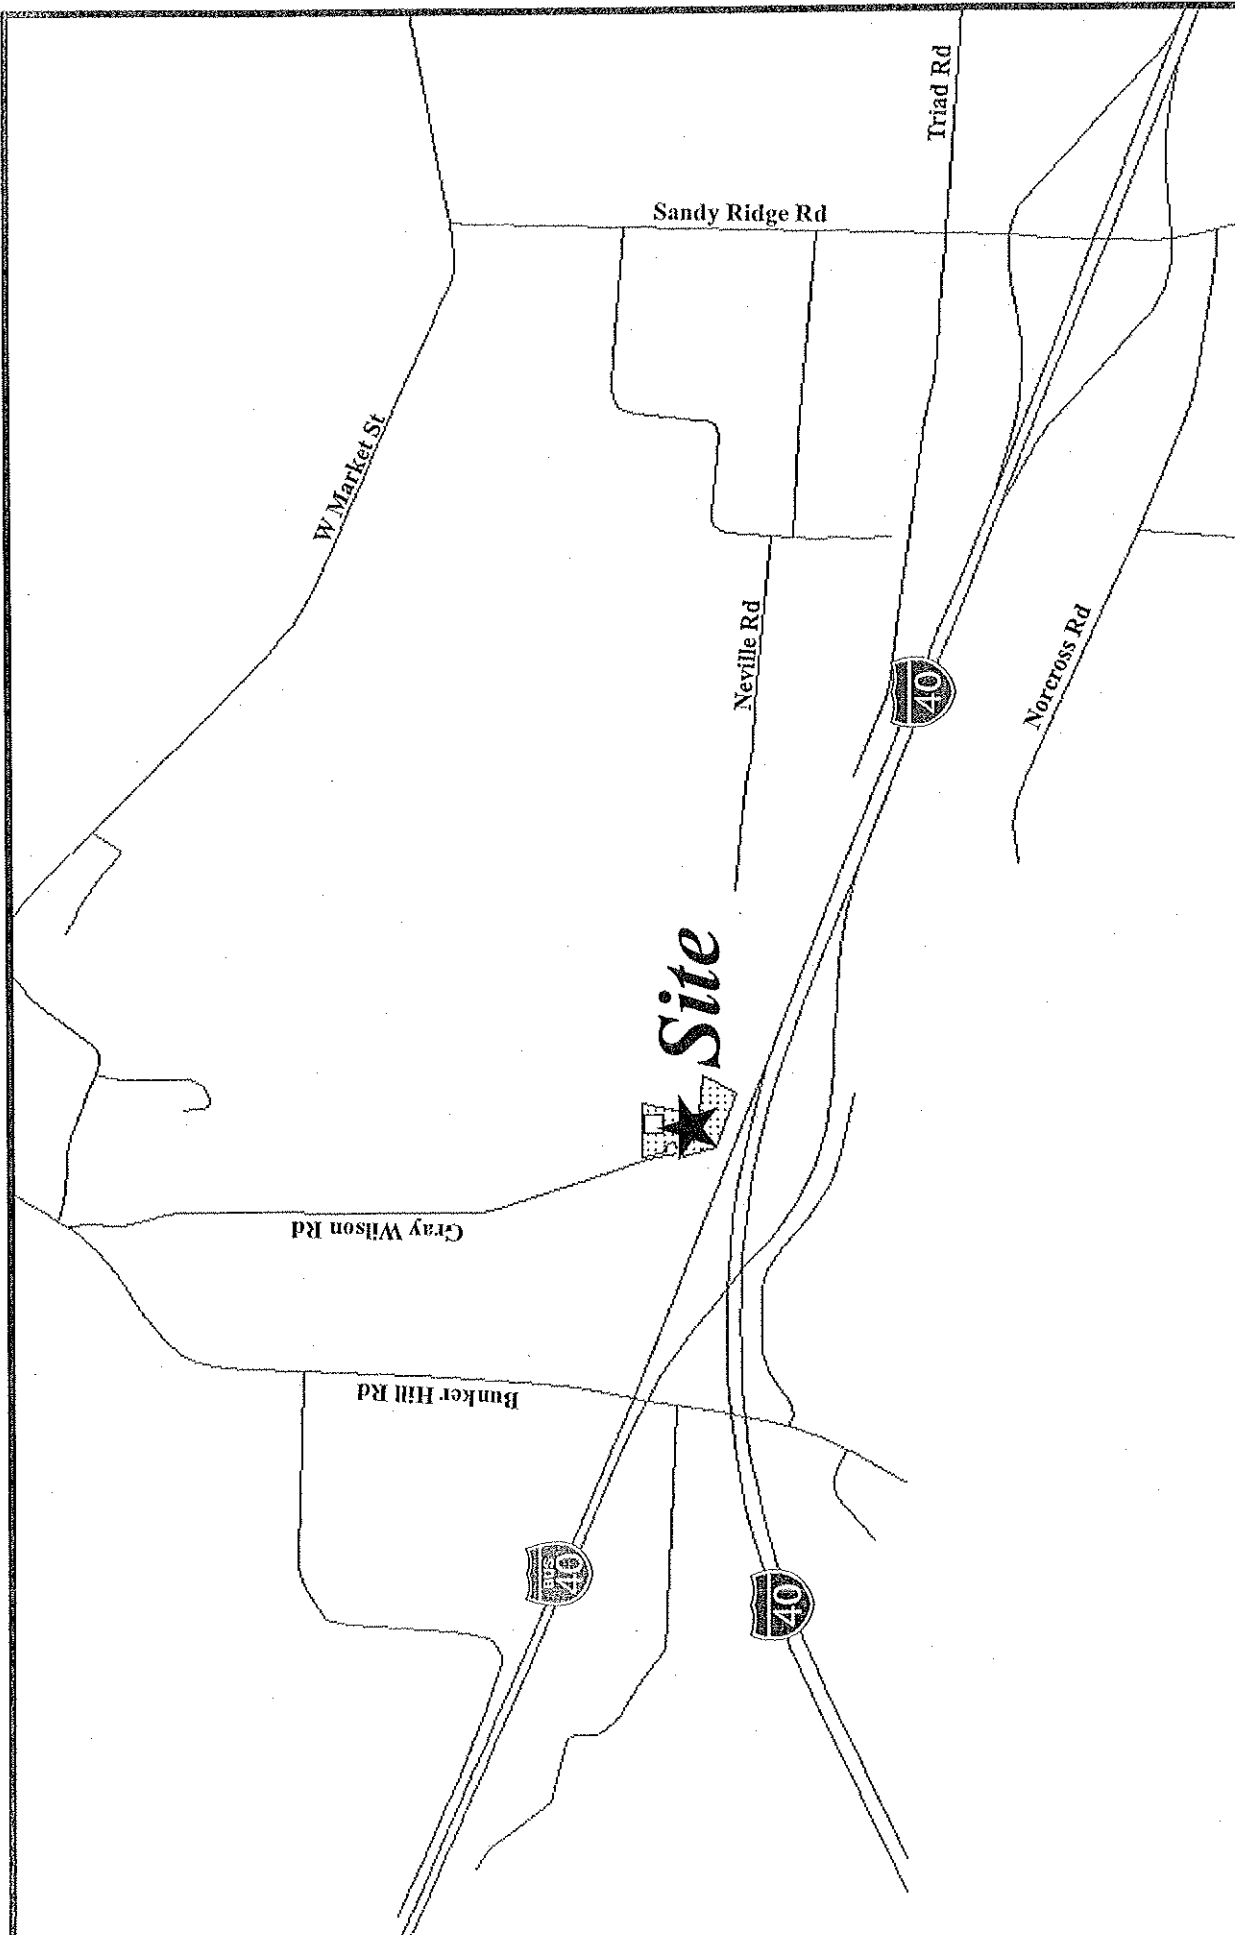 Triad Rd
Sandy Ridge Rd
W Market St
Neville Rd
Norcross Rd
40
Site
Gray Wilson Rd
Bunker Hill Rd
BUS
40
40